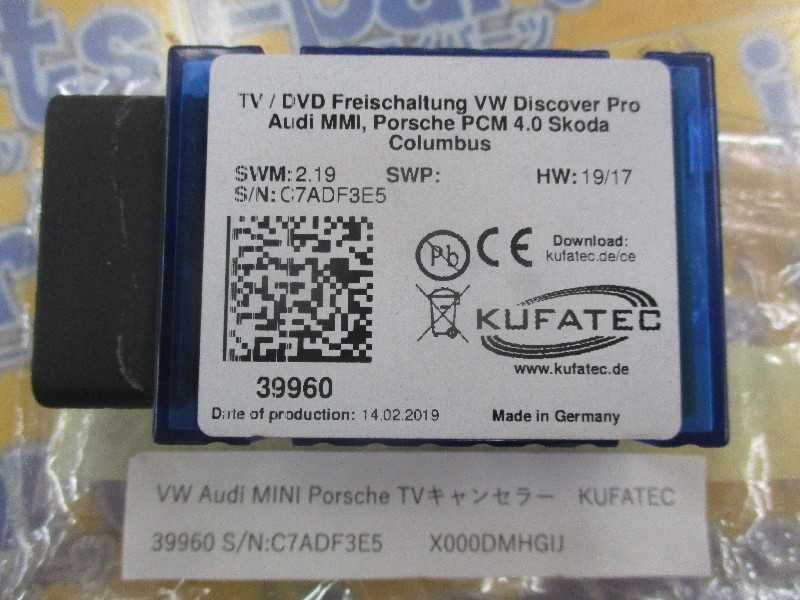 TV / DVD Freischaltung VW Discover Pro
Audi MMI, Porsche PCM 4.0 Skoda
Columbus
SWM: 2.19 SWP: HW: 19/17
S/N: C7ADF3E5
Pb CE Download:
kufatec.de/ce
KUFATEC
www.kufatec.de
39960
Date of production: 14.02.2019 Made in Germany
VW Audi MINI Porsche TVキャンセラー KUFATEC
39960 S/N:C7ADF3E5 X000DMHGIJ